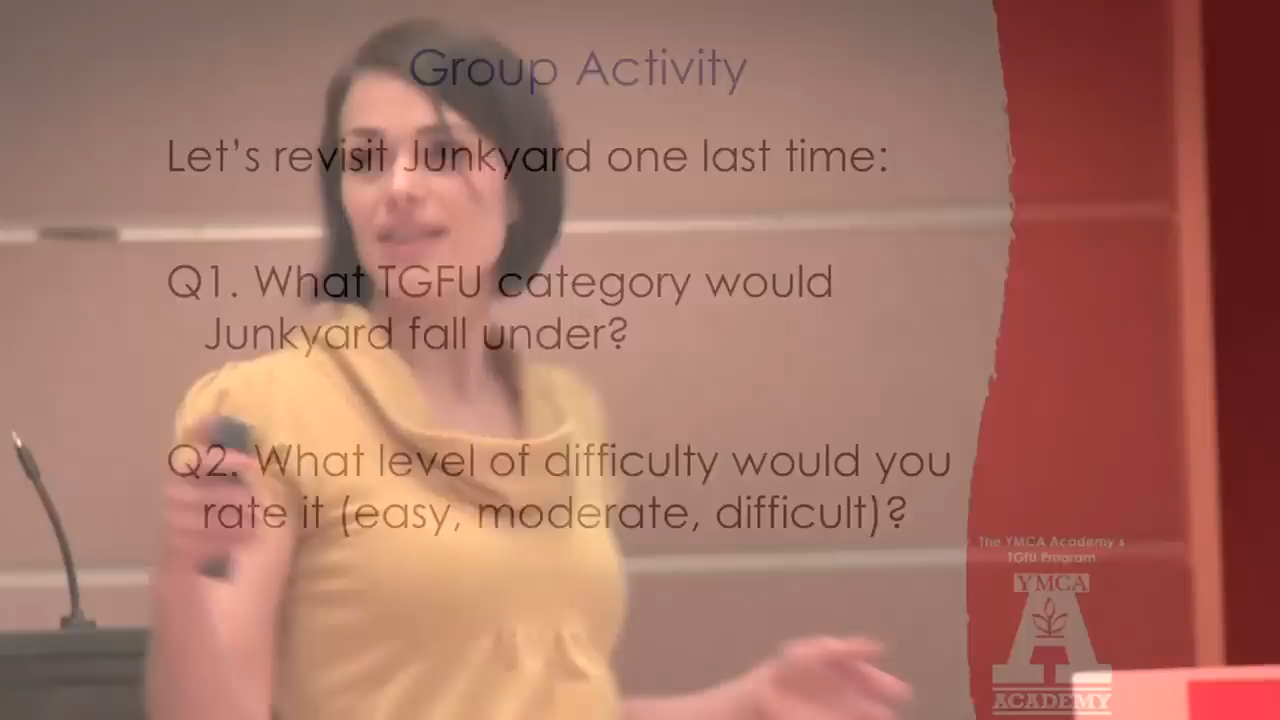 Group Activity
Let's revisit Junkyard one last time:
Q1. What TGFU category would
Junkyard fall under?
Q2. What level of difficulty would you
rate it (easy, moderate, difficult)?
The YMCA Academy's
TGfU Program
YMCA
A
ACADEMY